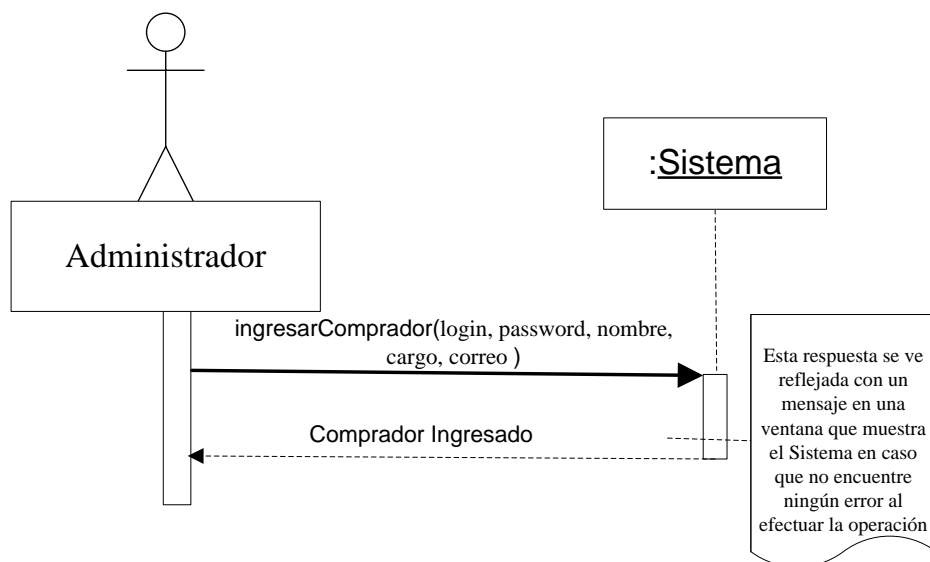 :Sistema
Administrador
ingresarComprador(login, password, nombre,
cargo, correo )
Comprador Ingresado
Esta respuesta se ve
reflejada con un
mensaje en una
ventana que muestra
el Sistema en caso
que no encuentre
ningún error al
efectuar la operación